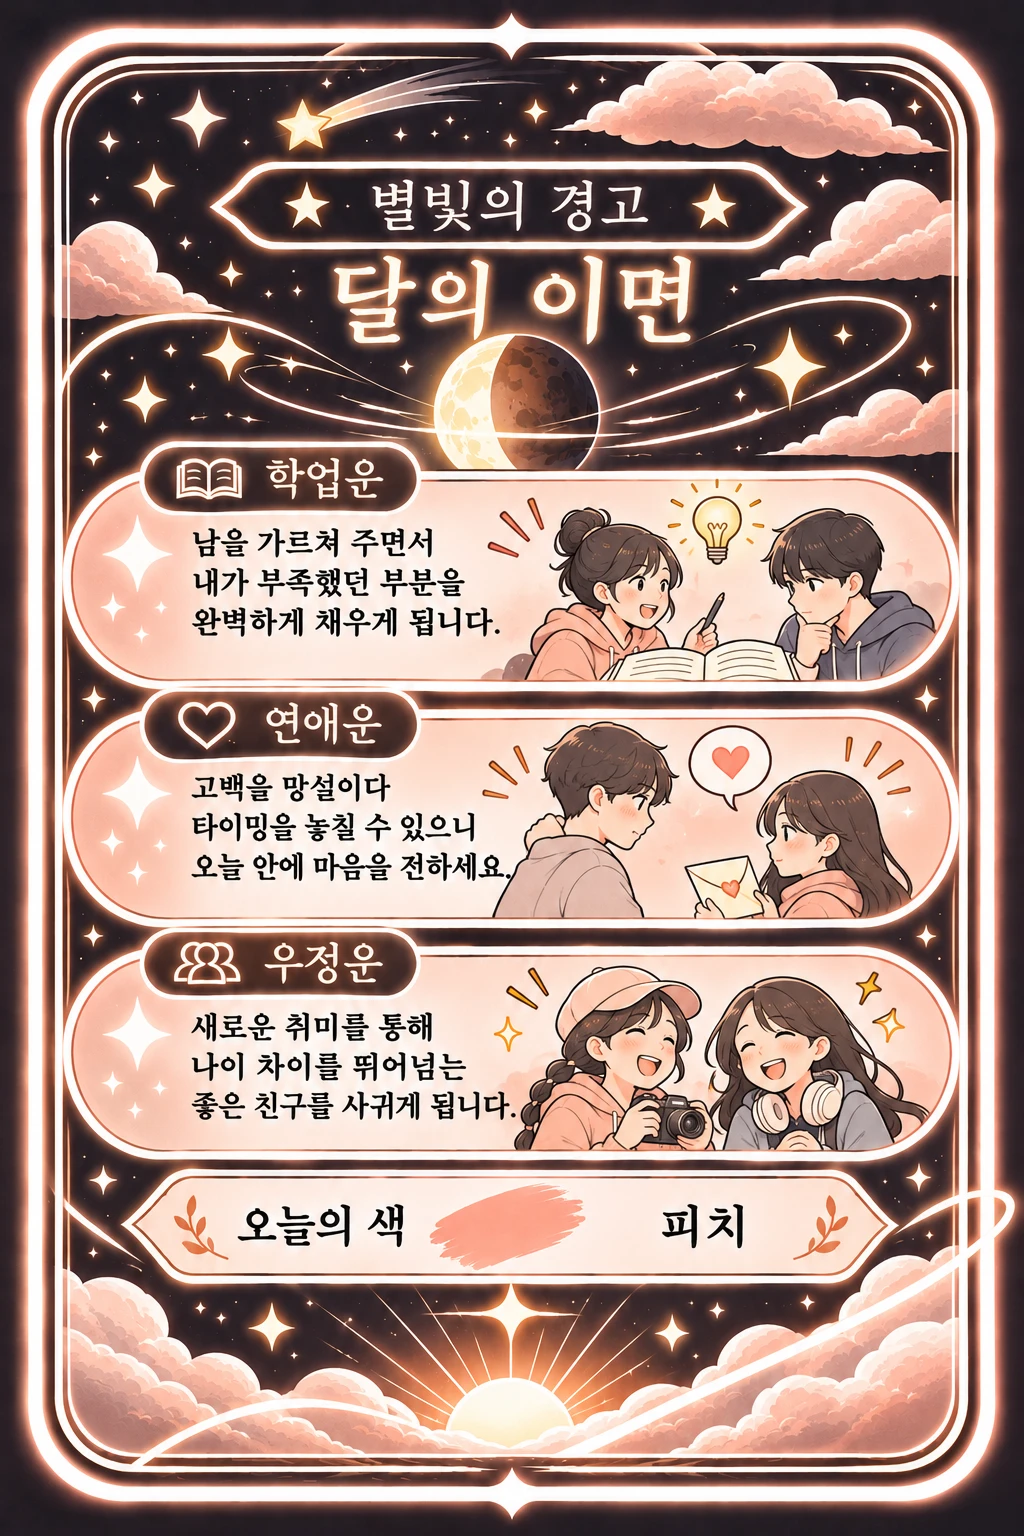 별빛의 경고
달의 이면
학업운
남을 가르쳐 주면서
내가 부족했던 부분을
완벽하게 채우게 됩니다.
연애운
고백을 망설이다
타이밍을 놓칠 수 있으니
오늘 안에 마음을 전하세요.
우정운
새로운 취미를 통해
나이 차이를 뛰어넘는
좋은 친구를 사귀게 됩니다.
오늘의 색 피치